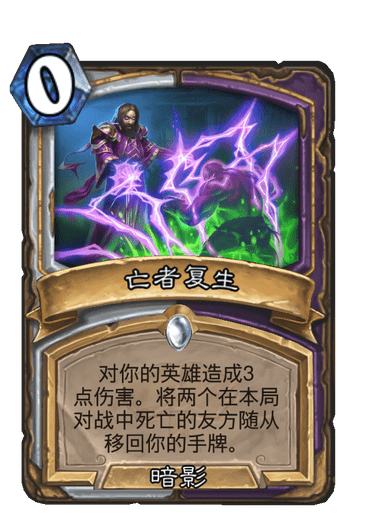 0
亡者复生
对你的英雄造成3
点伤害。将两个在本局
对战中死亡的友方随从
移回你的手牌。
暗影